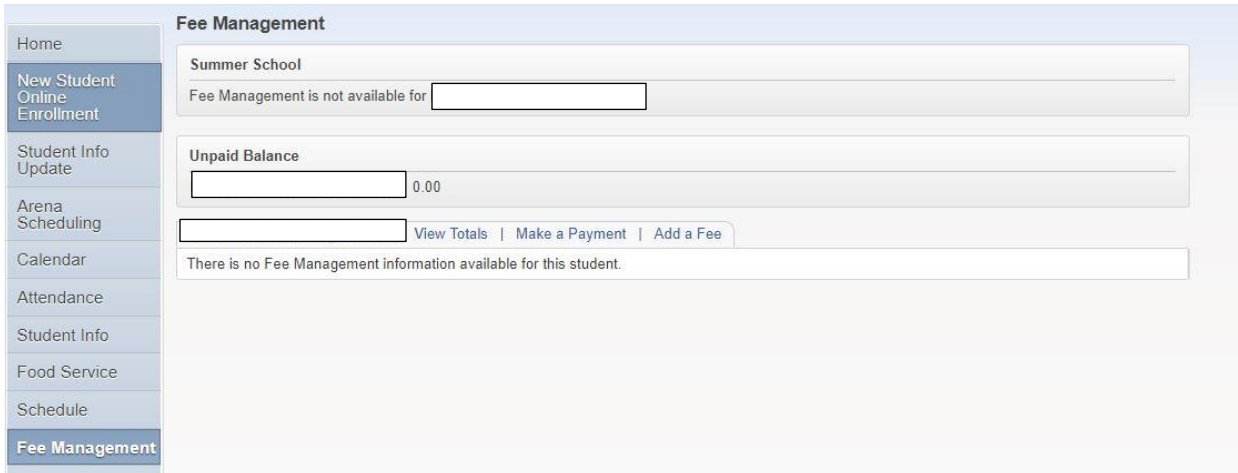 Home
New Student
Online
Enrollment
Student Info
Update
Arena
Scheduling
Calendar
Attendance
Student Info
Food Service
Schedule
Fee Management
Fee Management
Summer School
Fee Management is not available for
Unpaid Balance
0.00
View Totals | Make a Payment | Add a Fee
There is no Fee Management information available for this student.